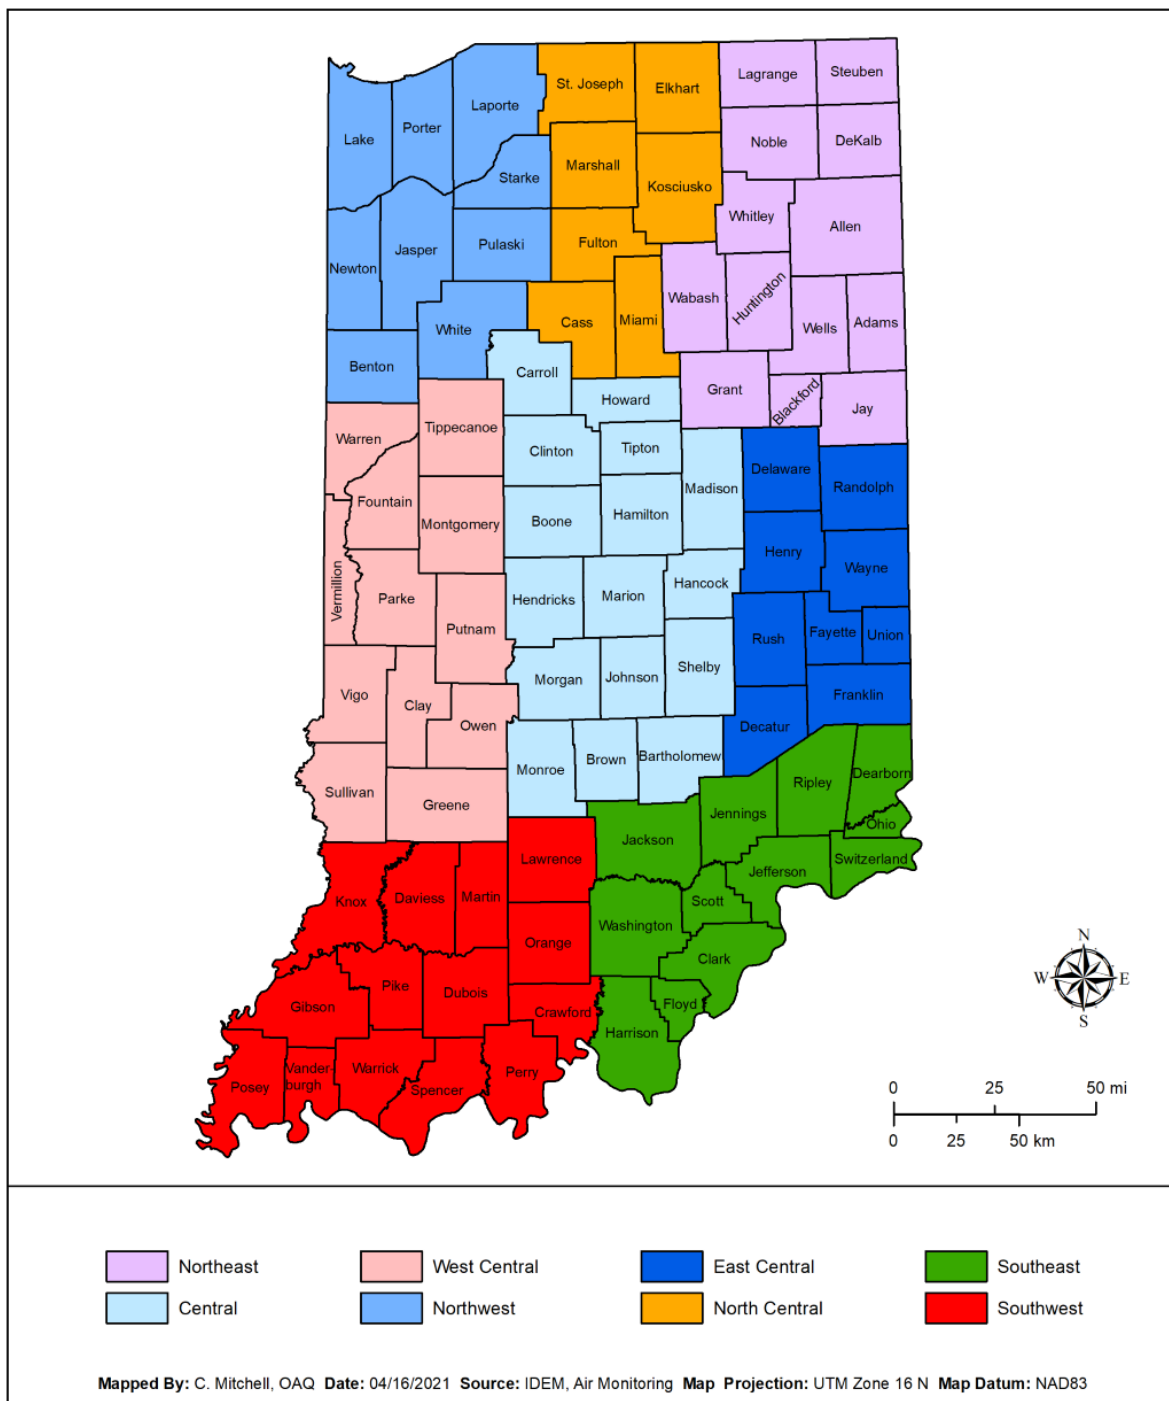 Lagrange
Steuben
St. Joseph
Elkhart
Laporte
Porter
Lake
Noble
DeKalb
Marshall
Starke
Kosciusko
Whitley
Allen
Fulton
Pulaski
Jasper
Newton
Wabash
Huntington
Miami
Cass
White
Wells
Adams
Benton
Carroll
Grant
Blackford
Howard
Jay
Tippecanoe
Warren
Clinton
Tipton
Delaware
Madison
Randolph
Fountain
Montgomery
Boone
Hamilton
Henry
Wayne
Vermillion
Parke
Hendricks
Marion
Hancock
Putnam
Rush
Fayette
Union
Morgan
Johnson
Shelby
Vigo
Clay
Owen
Franklin
Decatur
Monroe
Brown
Bartholomew
Dearborn
Ripley
Sullivan
Greene
Jennings
Ohio
Jackson
Lawrence
Switzerland
Jefferson
Knox
Daviess
Martin
Scott
Washington
Orange
Clark
Pike
Dubois
Gibson
Floyd
Crawford
Harrison
Posey
Vander-
burgh
Warrick
Spencer
Perry
N
W E
S
0 25 50 mi
0 25 50 km
Northeast West Central East Central Southeast
Central Northwest North Central Southwest
Mapped By: C. Mitchell, OAQ Date: 04/16/2021 Source: IDEM, Air Monitoring Map Projection: UTM Zone 16 N Map Datum: NAD83